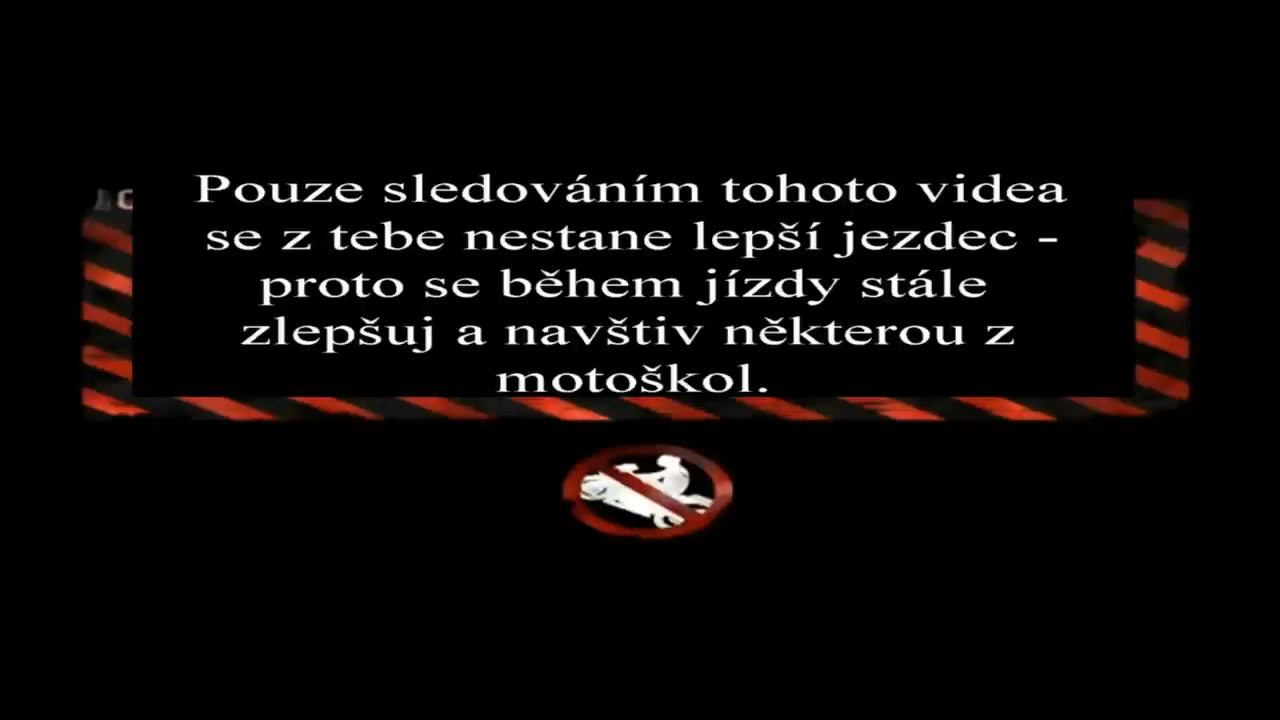 Pouze sledováním tohoto videa
se z tebe nestane lepší jezdec -
proto se během jízdy stále
zlepšuj a navštiv některou z
motoškol.